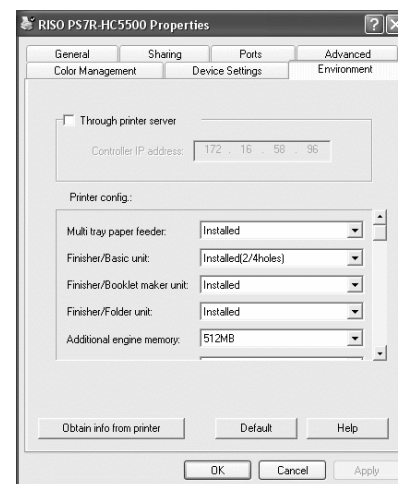 RISO PS7R-HC5500 Properties
General Sharing Ports Advanced
Color Management Device Settings Environment
Through printer server
Controller IP address: 172 . 16 . 58 . 96
Printer config.:
Multi tray paper feeder: Installed
Finisher/Basic unit: Installed(2/4holes)
Finisher/Booklet maker unit: Installed
Finisher/Folder unit: Installed
Additional engine memory: 512MB
Obtain info from printer Default Help
OK Cancel Apply